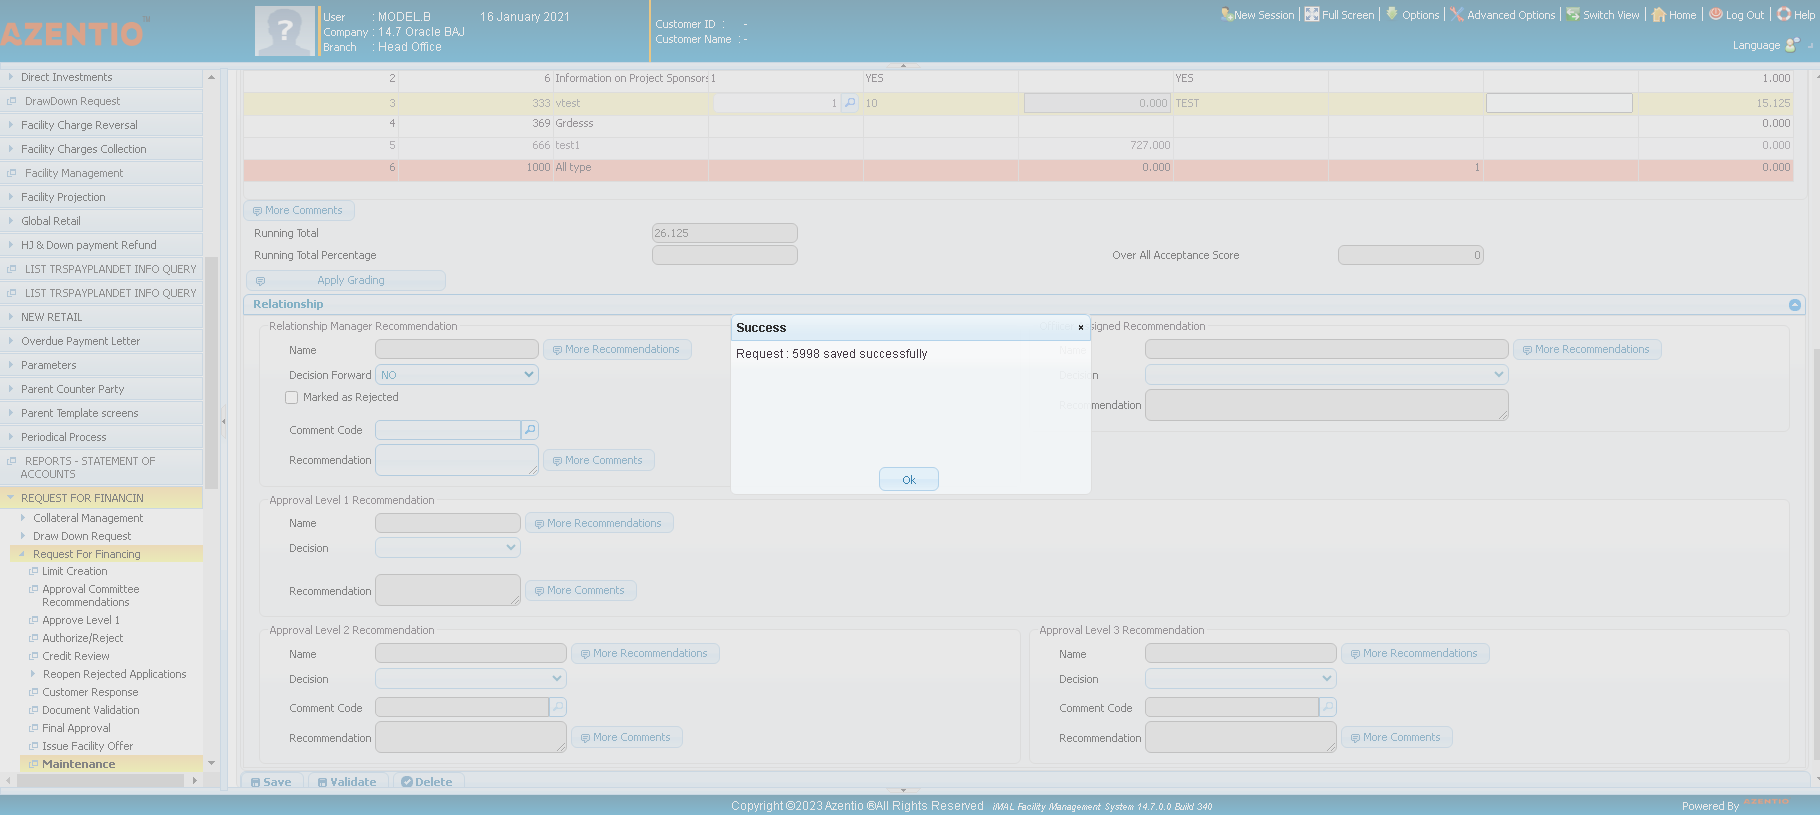 AZENTIO™
User : MODEL.B 16 January 2021
Company : 14.7 Oracle BAJ
Branch : Head Office
Customer ID : -
Customer Name : -
New Session Full Screen Options Advanced Options Switch View Home Log Out Help
Language
Direct Investments
DrawDown Request
Facility Charge Reversal
Facility Charges Collection
Facility Management
Facility Projection
Global Retail
HJ & Down payment Refund
LIST TRSPAYPLANDET INFO QUERY
LIST TRSPAYPLANDET INFO QUERY
NEW RETAIL
Overdue Payment Letter
Parameters
Parent Counter Party
Parent Template screens
Periodical Process
REPORTS - STATEMENT OF
ACCOUNTS
REQUEST FOR FINANCIN
Collateral Management
Draw Down Request
Request For Financing
Limit Creation
Approval Committee
Recommendations
Approve Level 1
Authorize/Reject
Credit Review
Reopen Rejected Applications
Customer Response
Document Validation
Final Approval
Issue Facility Offer
Maintenance
2 6 Information on Project Sponsors 1 YES YES 1.000
3 333 vtest 1 10 0.000 TEST 15.125
4 369 Grdesss 0.000
5 666 test1 727.000 0.000
6 1000 All type 0.000 1 0.000
More Comments
Running Total 26.125
Running Total Percentage Over All Acceptance Score 0
Apply Grading
Relationship
Relationship Manager Recommendation
Name More Recommendations
Decision Forward NO
Marked as Rejected
Comment Code
Recommendation More Comments
Success ×
Request : 5998 saved successfully
Ok
signed Recommendation
Name More Recommendations
n
Recommendation
Approval Level 1 Recommendation
Name More Recommendations
Decision
Recommendation More Comments
Approval Level 2 Recommendation
Name More Recommendations
Decision
Comment Code
Recommendation More Comments
Approval Level 3 Recommendation
Name More Recommendations
Decision
Comment Code
Recommendation More Comments
Save Validate Delete
Copyright ©2023 Azentio ®All Rights Reserved iMAL Facility Management System 14.7.0.0 Build 340
Powered By AZENTIO